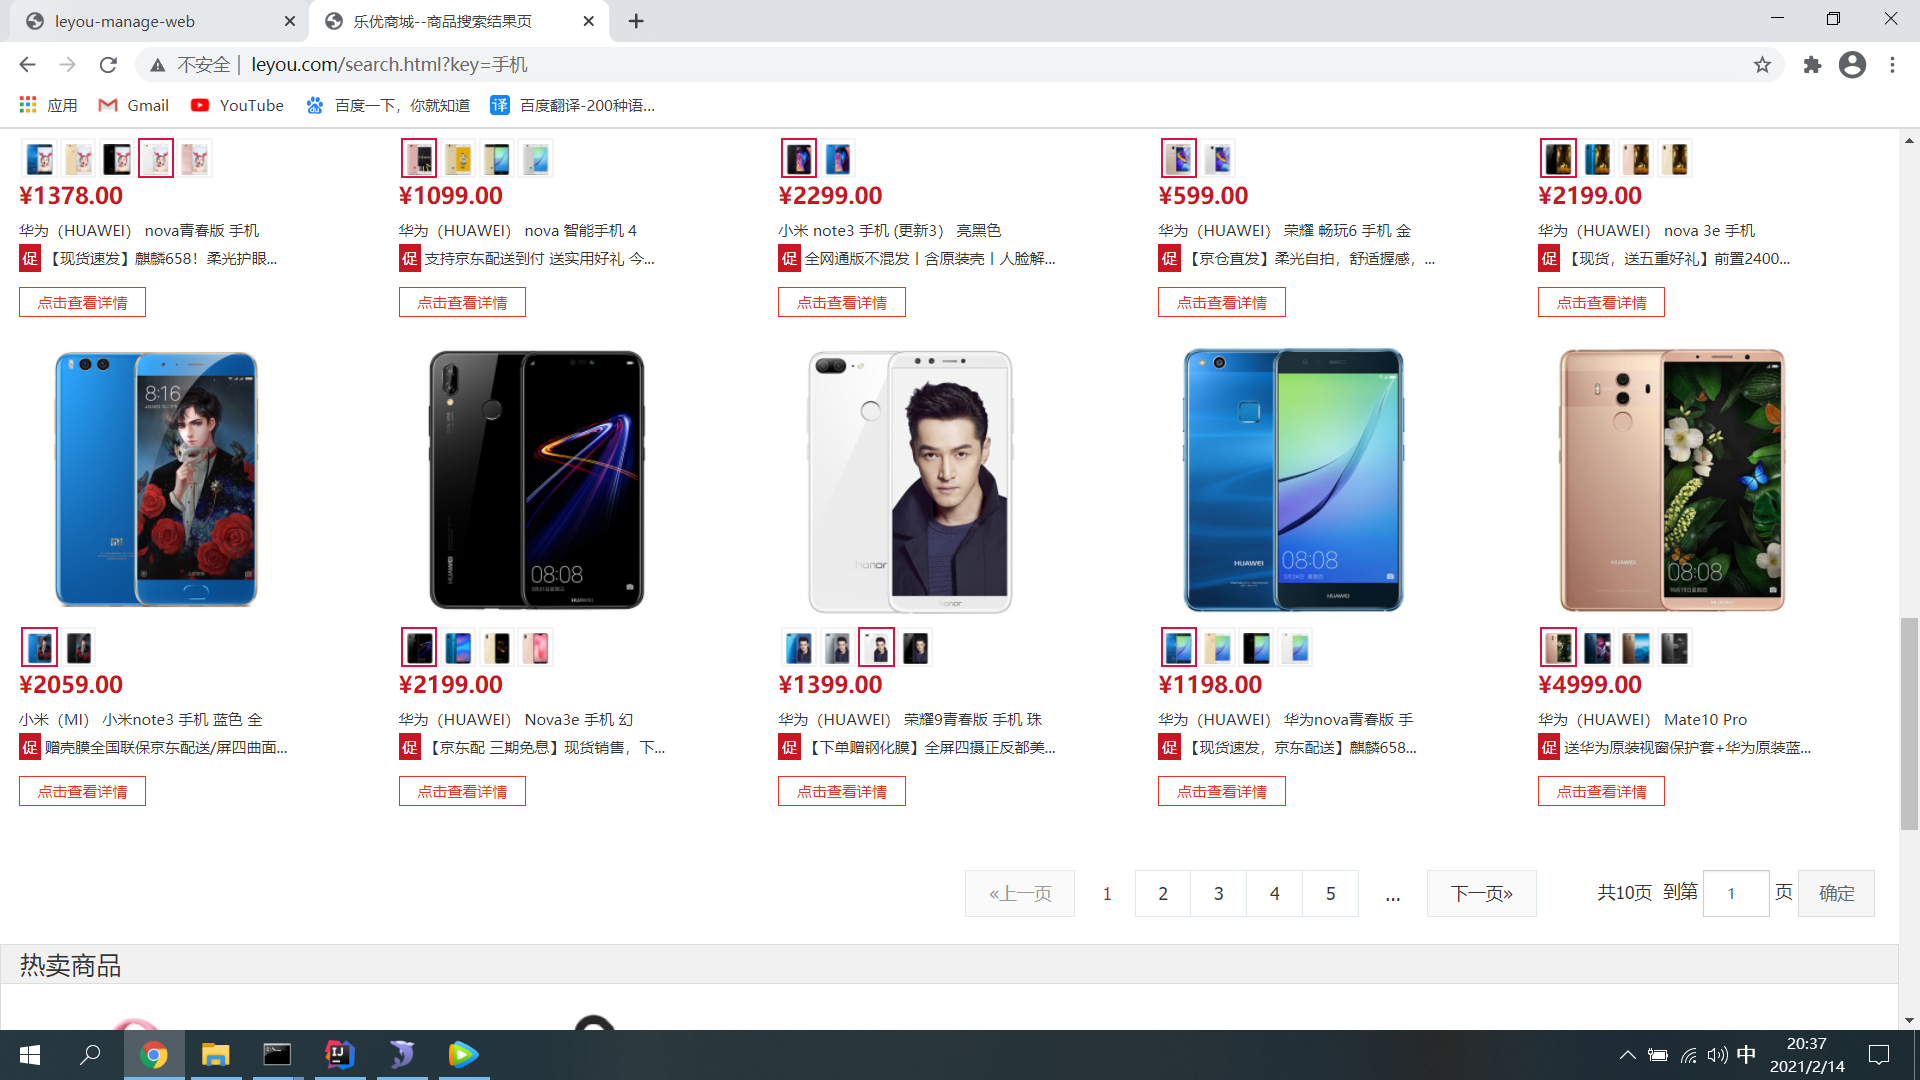 leyou-manage-web
乐优商城--商品搜索结果页
不安全 | leyou.com/search.html?key=手机
应用 Gmail YouTube 百度一下，你就知道 译 百度翻译-200种语...
¥1378.00 ¥1099.00 ¥2299.00 ¥599.00 ¥2199.00
华为（HUAWEI） nova青春版 手机 华为（HUAWEI） nova 智能手机 4 小米 note3 手机 (更新3） 亮黑色 华为（HUAWEI） 荣耀 畅玩6 手机 金 华为（HUAWEI） nova 3e 手机
促 【现货速发】麒麟658！柔光护眼... 促 支持京东配送到付 送实用好礼 今... 促 全网通版不混发丨含原装壳丨人脸解... 促 【京仓直发】柔光自拍，舒适握感，... 促 【现货，送五重好礼】前置2400...
点击查看详情 点击查看详情 点击查看详情 点击查看详情 点击查看详情
8:16
08:08 honor HUAWEI 08:08 HUAWEI 08:08
HUAWEI honor HUAWEI HUAWEI
¥2059.00 ¥2199.00 ¥1399.00 ¥1198.00 ¥4999.00
小米（MI） 小米note3 手机 蓝色 全 华为（HUAWEI） Nova3e 手机 幻 华为（HUAWEI） 荣耀9青春版 手机 珠 华为（HUAWEI） 华为nova青春版 手 华为（HUAWEI） Mate10 Pro
促 赠壳膜全国联保京东配送/屏四曲面... 促 【京东配 三期免息】现货销售，下... 促 【下单赠钢化膜】全屏四摄正反都美... 促 【现货速发，京东配送】麒麟658... 促 送华为原装视窗保护套+华为原装蓝...
点击查看详情 点击查看详情 点击查看详情 点击查看详情 点击查看详情
«上一页 1 2 3 4 5 ... 下一页» 共10页 到第 1 页 确定
热卖商品
中 20:37
2021/2/14